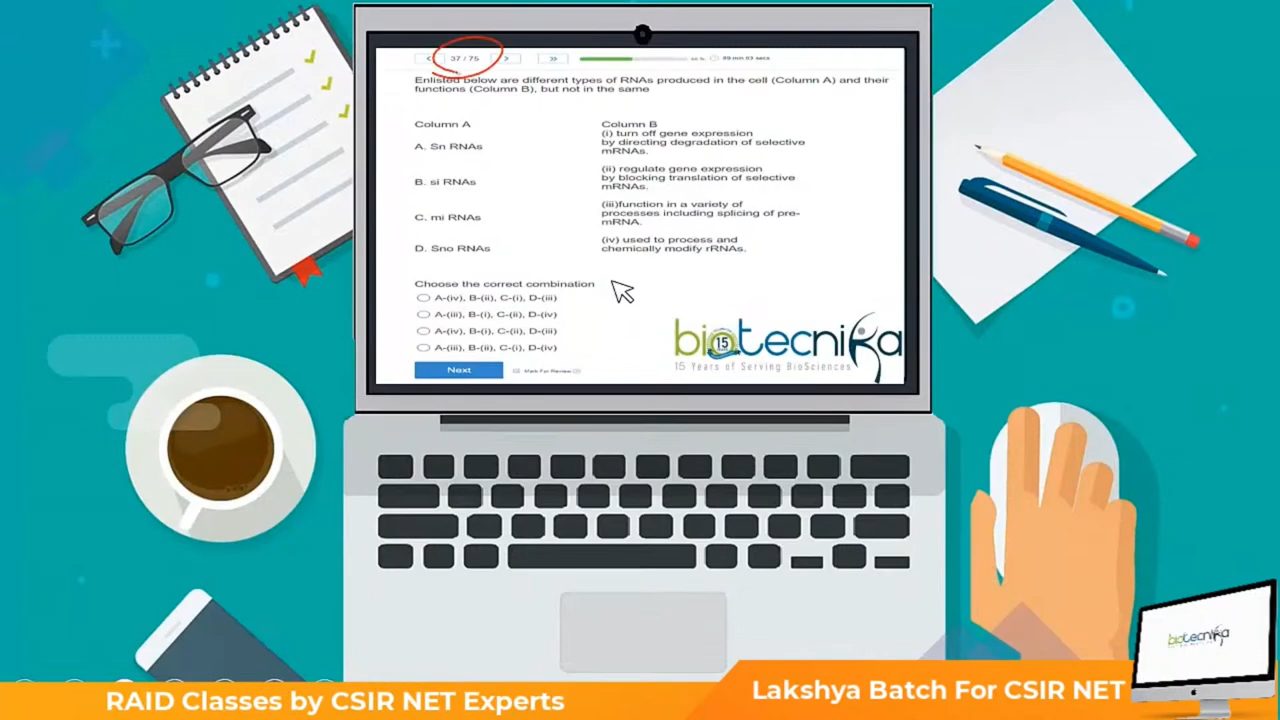 37 / 75
Enlisted below are different types of RNAs produced in the cell (Column A) and their
functions (Column B), but not in the same
Column A
Column B
A. Sn RNAs
(i) turn off gene expression
by directing degradation of selective
mRNAs.
B. si RNAs
(ii) regulate gene expression
by blocking translation of selective
mRNAs.
C. mi RNAs
(iii)function in a variety of
processes including splicing of pre-
mRNA.
D. Sno RNAs
(iv) used to process and
chemically modify rRNAs.
Choose the correct combination
A-(iv), B-(ii), C-(i), D-(iii)
A-(iii), B-(i), C-(ii), D-(iv)
A-(iv), B-(i), C-(ii), D-(iii)
A-(iii), B-(ii), C-(i), D-(iv)
Next
Mark For Review
biotecnika
15
15 Years of Serving BioSciences
biotecnika
RAID Classes by CSIR NET Experts
Lakshya Batch For CSIR NET